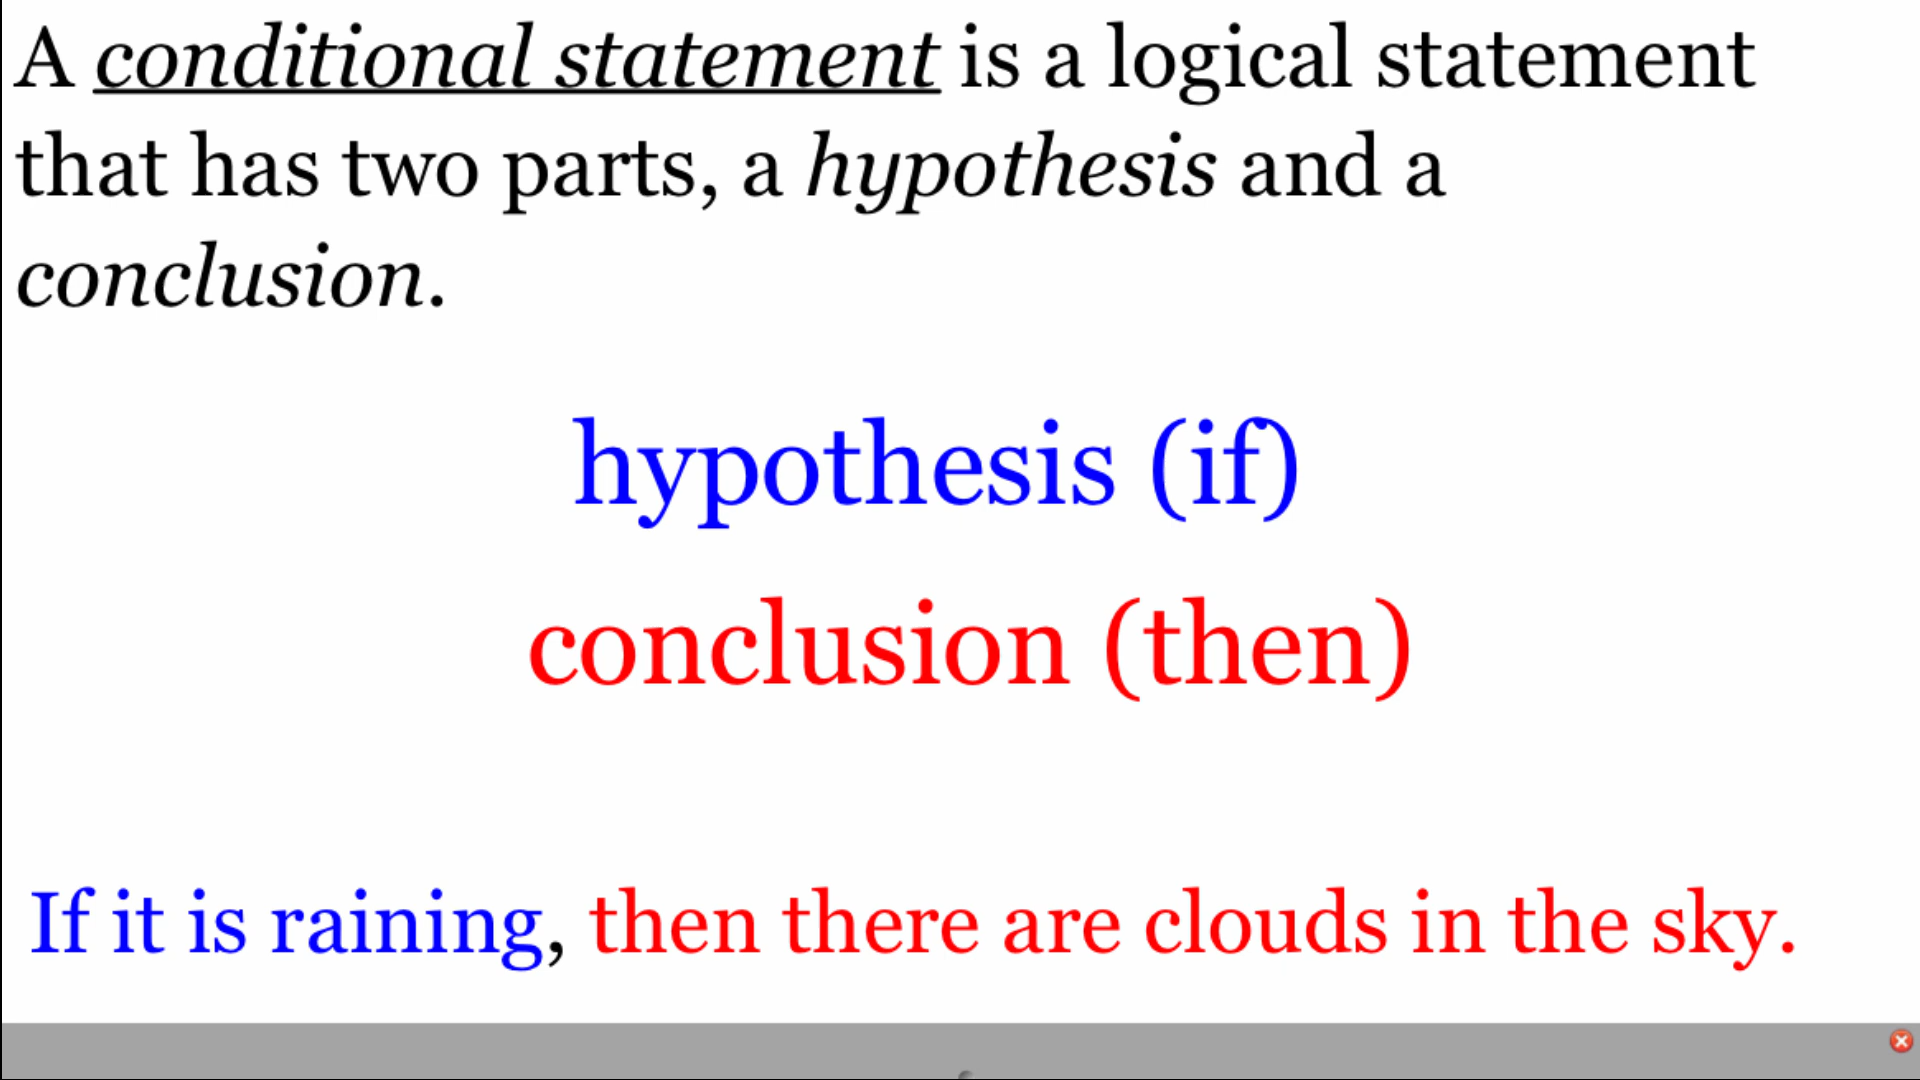 A conditional statement is a logical statement
that has two parts, a hypothesis and a
conclusion.
hypothesis (if)
conclusion (then)
If it is raining, then there are clouds in the sky.